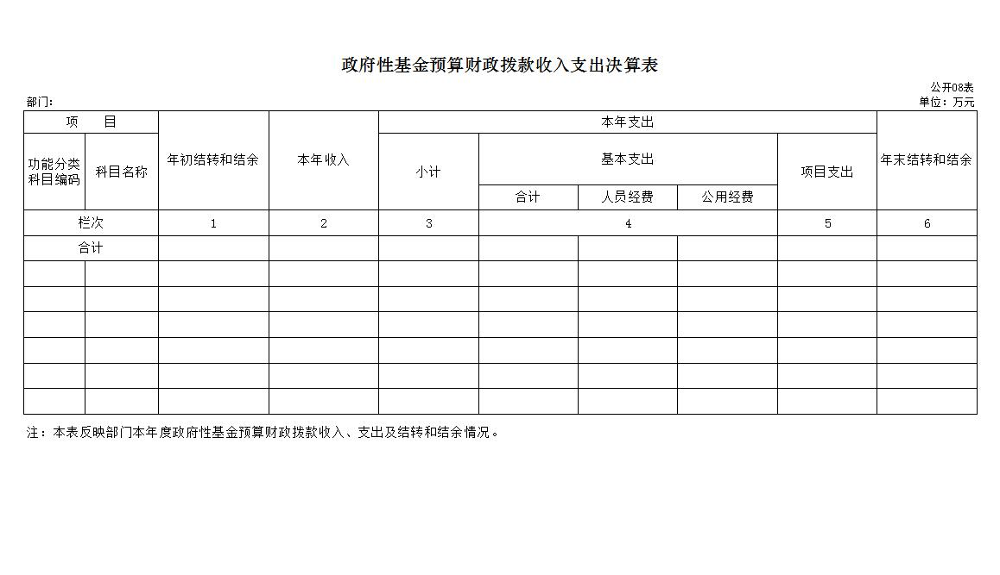 政府性基金预算财政拨款收入支出决算表
公开08表
部门：
单位：万元
项 目
年初结转和结余
本年收入
本年支出
年末结转和结余
功能分类
科目编码
科目名称
小计
基本支出
项目支出
合计
人员经费
公用经费
栏次
1
2
3
4
5
6
合计
注：本表反映部门本年度政府性基金预算财政拨款收入、支出及结转和结余情况。